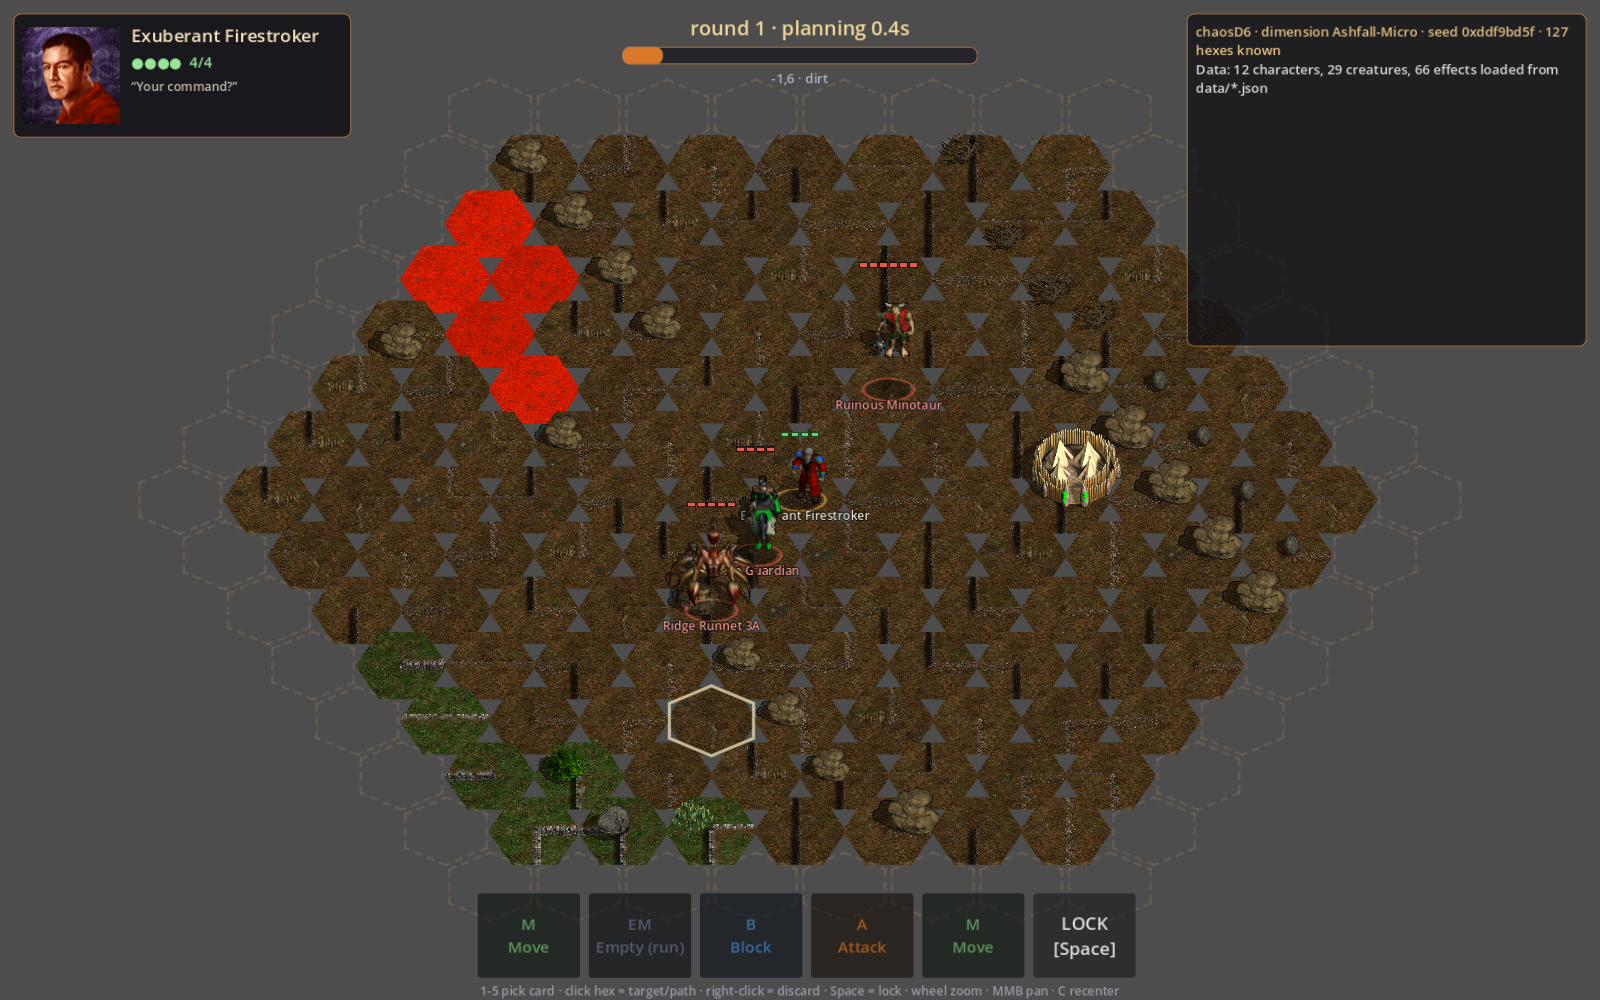 Exuberant Firestroker
4/4
“Your command?”
round 1 · planning 0.4s
-1,6 · dirt
chaosD6 · dimension Ashfall-Micro · seed 0xddf9bd5f · 127
hexes known
Data: 12 characters, 29 creatures, 66 effects loaded from
data/*.json
Ruinous Minotaur
E ant Firestroker
Guardian
Ridge Runnet 3A
M
Move
EM
Empty (run)
B
Block
A
Attack
M
Move
LOCK
[Space]
1-5 pick card · click hex = target/path · right-click = discard · Space = lock · wheel zoom · MMB pan · C recenter